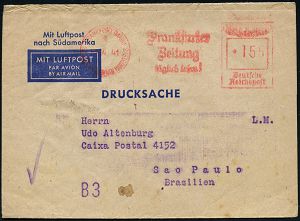 Mit Luftpost
nach Südamerika
MIT LUFTPOST
PAR AVION
BY AIR MAIL
Frankfurter
Zeitung
täglich lesen!
Deutsche
Reichspost
DRUCKSACHE
Herrn L.M.
Udo Altenburg
Caixa Postal 4152
Sao Paulo
Brasilien
B3